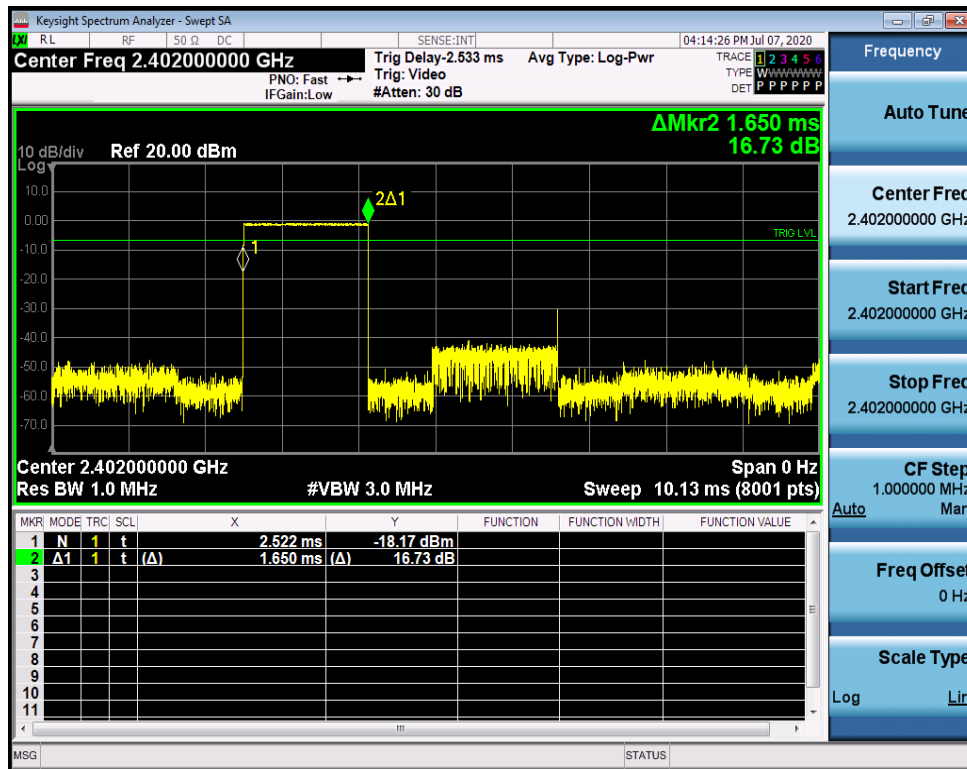 Keysight Spectrum Analyzer - Swept SA
LXI RL RF 50 Ω DC SENSE:INT 04:14:26 PM Jul 07, 2020
Center Freq 2.402000000 GHz
PNO: Fast
IFGain:Low
Trig Delay-2.533 ms
Trig: Video
#Atten: 30 dB
Avg Type: Log-Pwr
TRACE 1 2 3 4 5 6
TYPE WWWWWWW
DET P P P P P P
ΔMkr2 1.650 ms
16.73 dB
10 dB/div Ref 20.00 dBm
Log
10.0
0.00
-10.0
-20.0
-30.0
-40.0
-50.0
-60.0
-70.0
2Δ1
1
TRIG LVL
Center 2.402000000 GHz Span 0 Hz
Res BW 1.0 MHz #VBW 3.0 MHz Sweep 10.13 ms (8001 pts)
MKR MODE TRC SCL X Y FUNCTION FUNCTION WIDTH FUNCTION VALUE
1 N 1 t 2.522 ms -18.17 dBm
2 Δ1 1 t (Δ) 1.650 ms (Δ) 16.73 dB
3
4
5
6
7
8
9
10
11
MSG STATUS
Frequency
Auto Tune
Center Freq
2.402000000 GHz
Start Freq
2.402000000 GHz
Stop Freq
2.402000000 GHz
CF Step
1.000000 MHz
Auto Man
Freq Offset
0 Hz
Scale Type
Log Lin